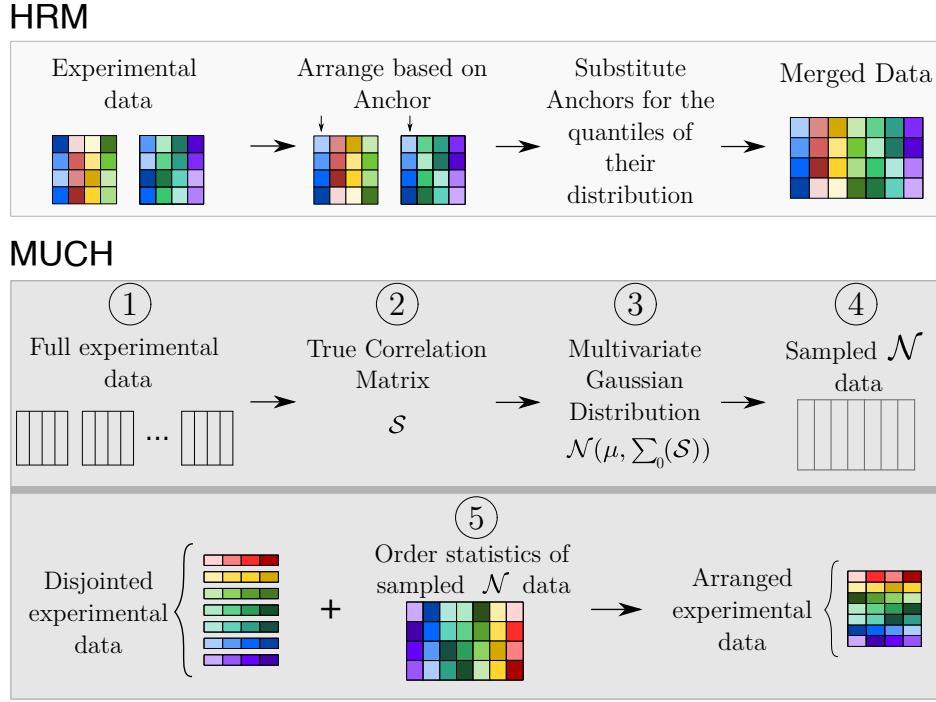 HRM
Experimental
data
Arrange based on
Anchor
Substitute
Anchors for the
quantiles of
their
distribution
Merged Data
MUCH
1
Full experimental
data
...
2
True Correlation
Matrix
𝒮
3
Multivariate
Gaussian
Distribution
𝒩(μ, ∑₀(𝒮))
4
Sampled 𝒩
data
Disjointed
experimental
data
+
5
Order statistics of
sampled 𝒩 data
Arranged
experimental
data